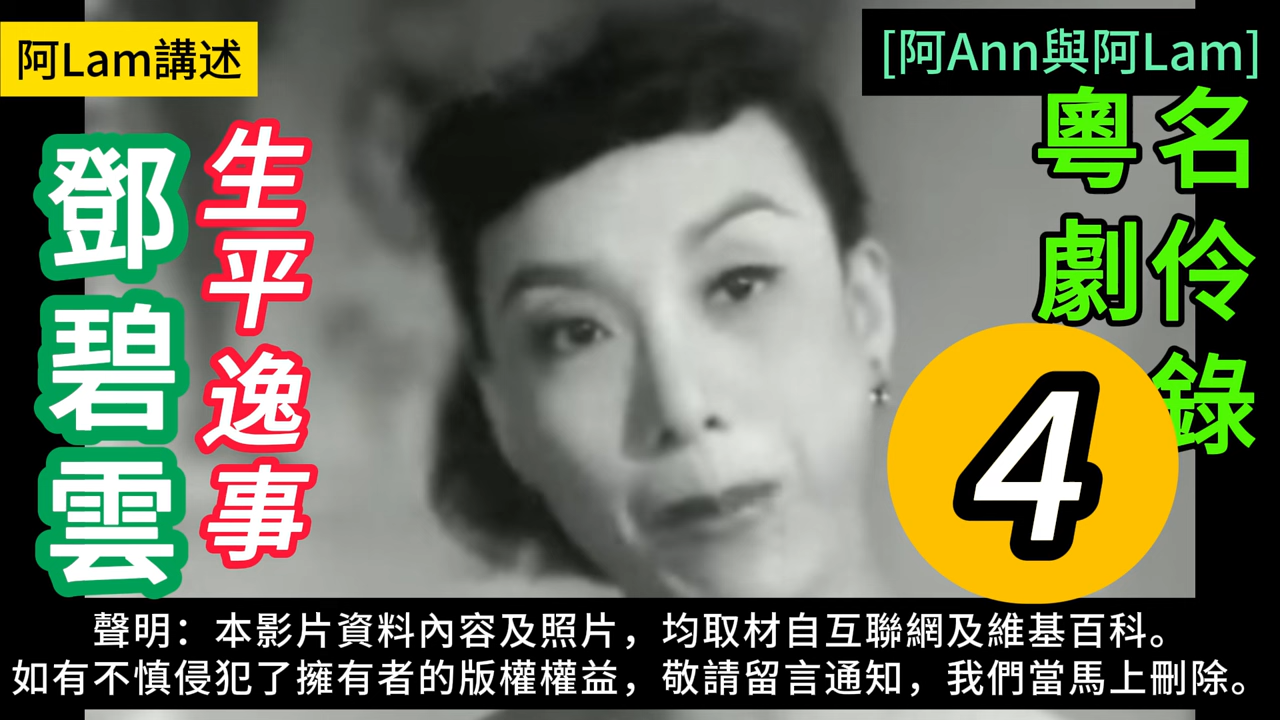 阿Lam講述
[阿Ann與阿Lam]
鄧碧雲
生平逸事
名伶錄
粵劇
4
聲明：本影片資料內容及照片，均取材自互聯網及維基百科。
如有不慎侵犯了擁有者的版權權益，敬請留言通知，我們當馬上刪除。